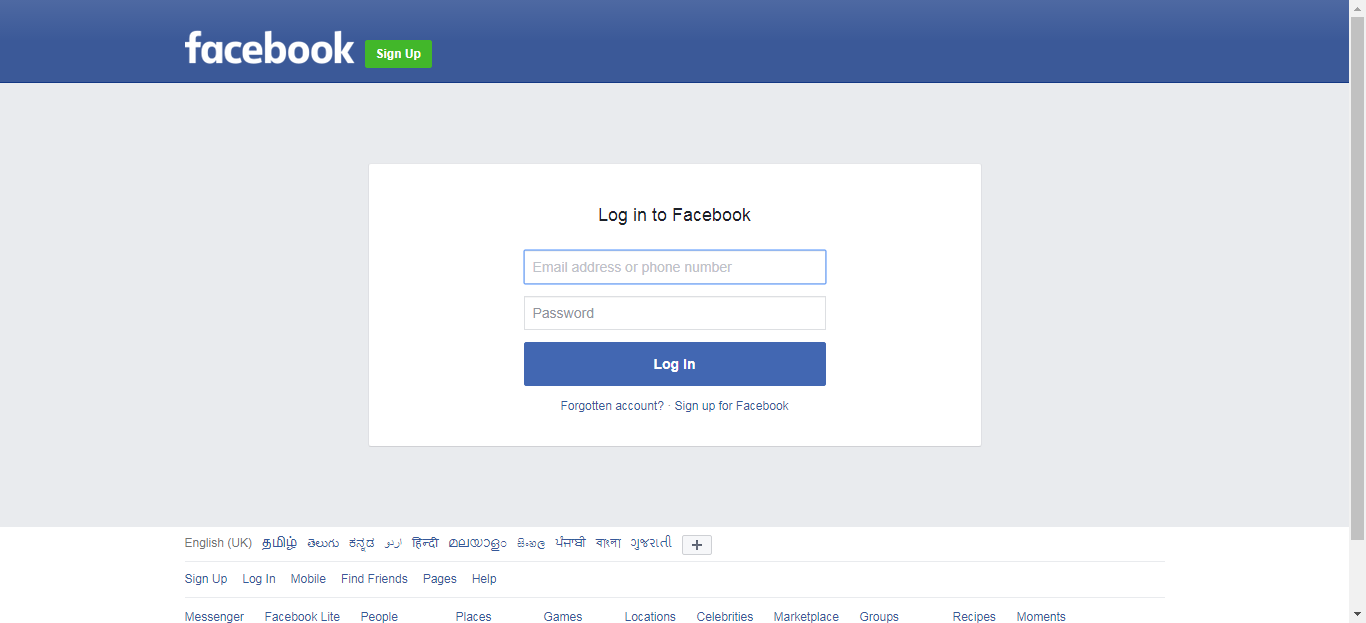 facebook Sign Up
Log in to Facebook
Email address or phone number
Password
Log In
Forgotten account? · Sign up for Facebook
English (UK) தமிழ் తెలుగు ಕನ್ನಡ اردو हिन्दी മലയാളം සිංහල ਪੰਜਾਬੀ বাংলা ગુજરાતી +
Sign Up Log In Mobile Find Friends Pages Help
Messenger Facebook Lite People Places Games Locations Celebrities Marketplace Groups Recipes Moments